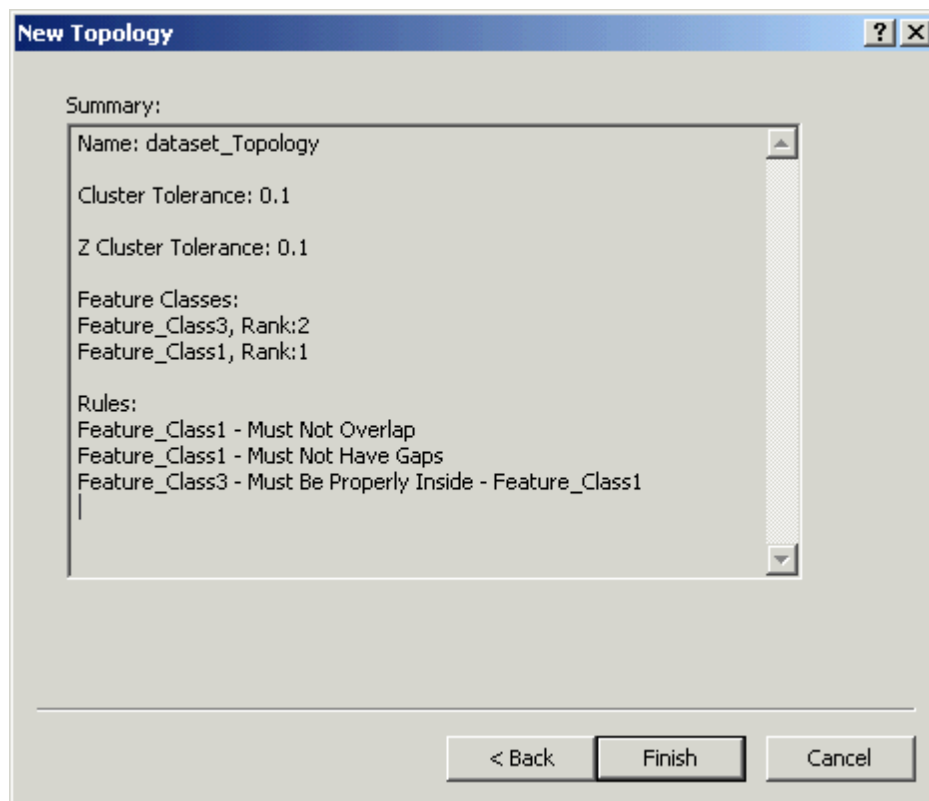 New Topology
Summary:
Name: dataset_Topology
Cluster Tolerance: 0.1
Z Cluster Tolerance: 0.1
Feature Classes:
Feature_Class3, Rank:2
Feature_Class1, Rank:1
Rules:
Feature_Class1 - Must Not Overlap
Feature_Class1 - Must Not Have Gaps
Feature_Class3 - Must Be Properly Inside - Feature_Class1
< Back Finish Cancel